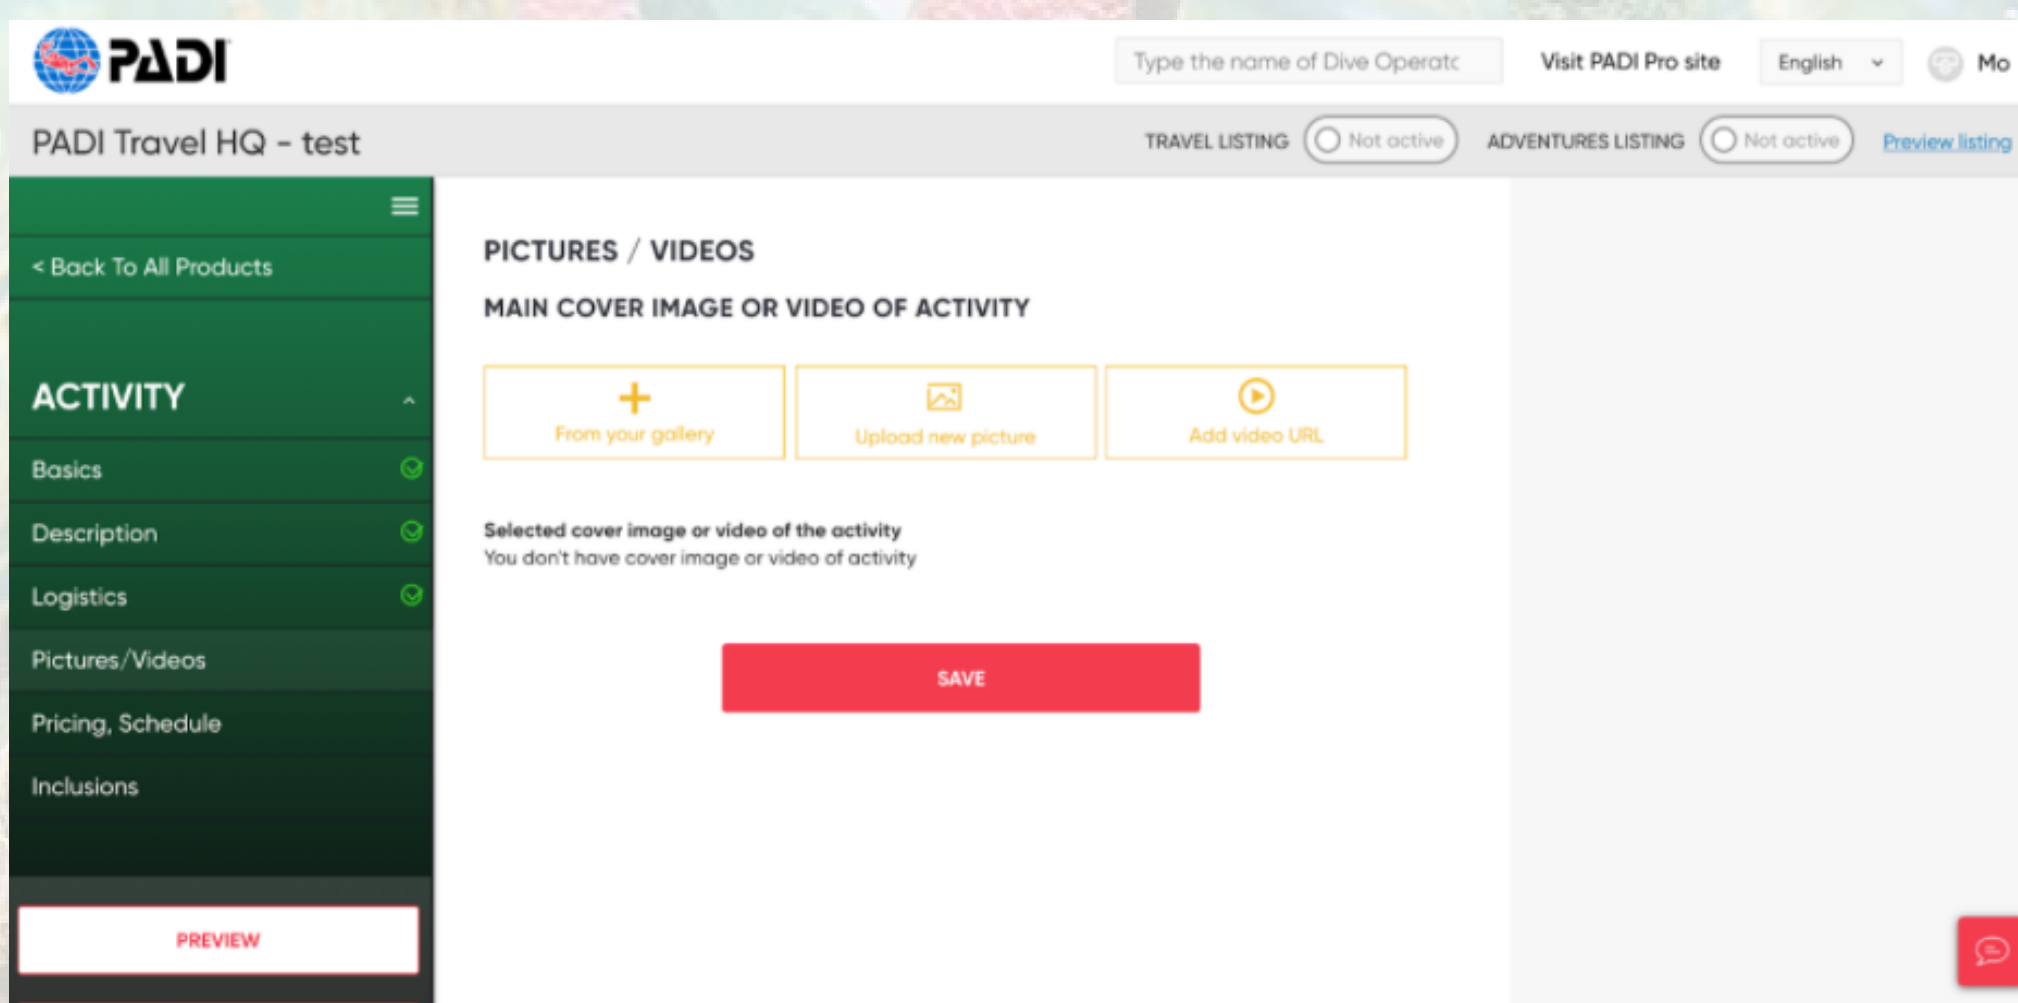 PADI
Type the name of Dive Operatc
Visit PADI Pro site
English
Mo
PADI Travel HQ - test
TRAVEL LISTING
Not active
ADVENTURES LISTING
Not active
Preview listing
< Back To All Products
ACTIVITY
Basics
Description
Logistics
Pictures/Videos
Pricing, Schedule
Inclusions
PREVIEW
PICTURES / VIDEOS
MAIN COVER IMAGE OR VIDEO OF ACTIVITY
From your gallery
Upload new picture
Add video URL
Selected cover image or video of the activity
You don't have cover image or video of activity
SAVE